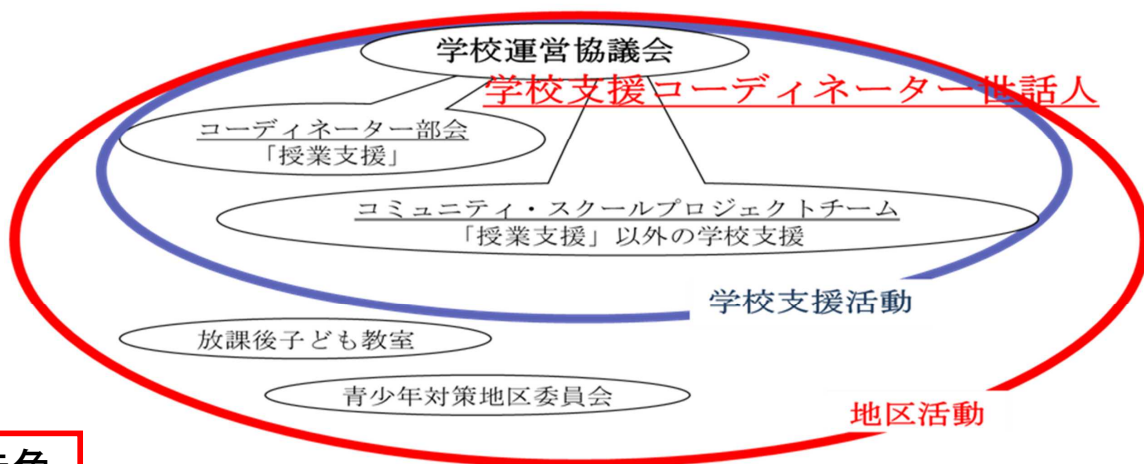 学校運営協議会
学校支援コーディネーター世話人
コーディネーター部会
「授業支援」
コミュニティ・スクールプロジェクトチーム
「授業支援」以外の学校支援
学校支援活動
放課後子ども教室
青少年対策地区委員会
地区活動